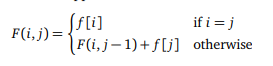 F(i, j) = { f[i] if i = j
F(i, j − 1) + f[j] otherwise